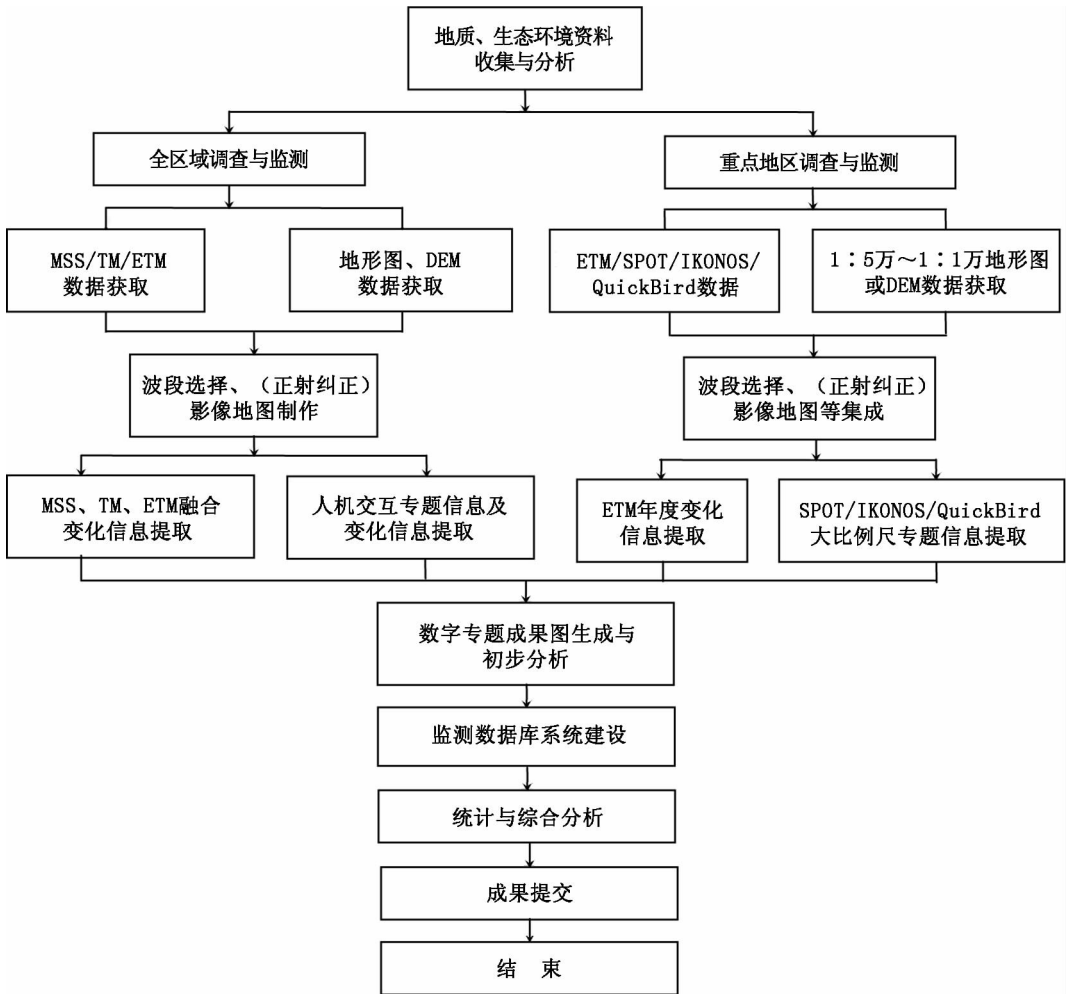 地质、生态环境资料
收集与分析
全区域调查与监测
重点地区调查与监测
MSS/TM/ETM
数据获取
地形图、DEM
数据获取
ETM/SPOT/IKONOS/
QuickBird数据
1：5万～1：1万地形图
或DEM数据获取
波段选择、（正射纠正）
影像地图制作
波段选择、（正射纠正）
影像地图等集成
MSS、TM、ETM融合
变化信息提取
人机交互专题信息及
变化信息提取
ETM年度变化
信息提取
SPOT/IKONOS/QuickBird
大比例尺专题信息提取
数字专题成果图生成与
初步分析
监测数据库系统建设
统计与综合分析
成果提交
结 束